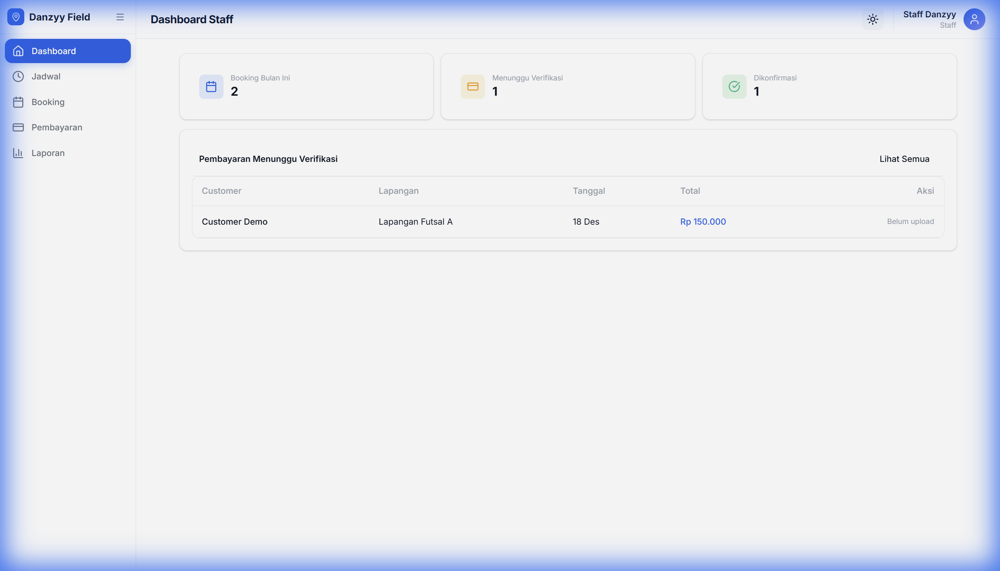 Danzyy Field
Dashboard
Jadwal
Booking
Pembayaran
Laporan
Dashboard Staff
Staff Danzyy
Staff
Booking Bulan Ini
2
Menunggu Verifikasi
1
Dikonfirmasi
1
Pembayaran Menunggu Verifikasi
Lihat Semua
Customer Lapangan Tanggal Total Aksi
Customer Demo Lapangan Futsal A 18 Des Rp 150.000 Belum upload